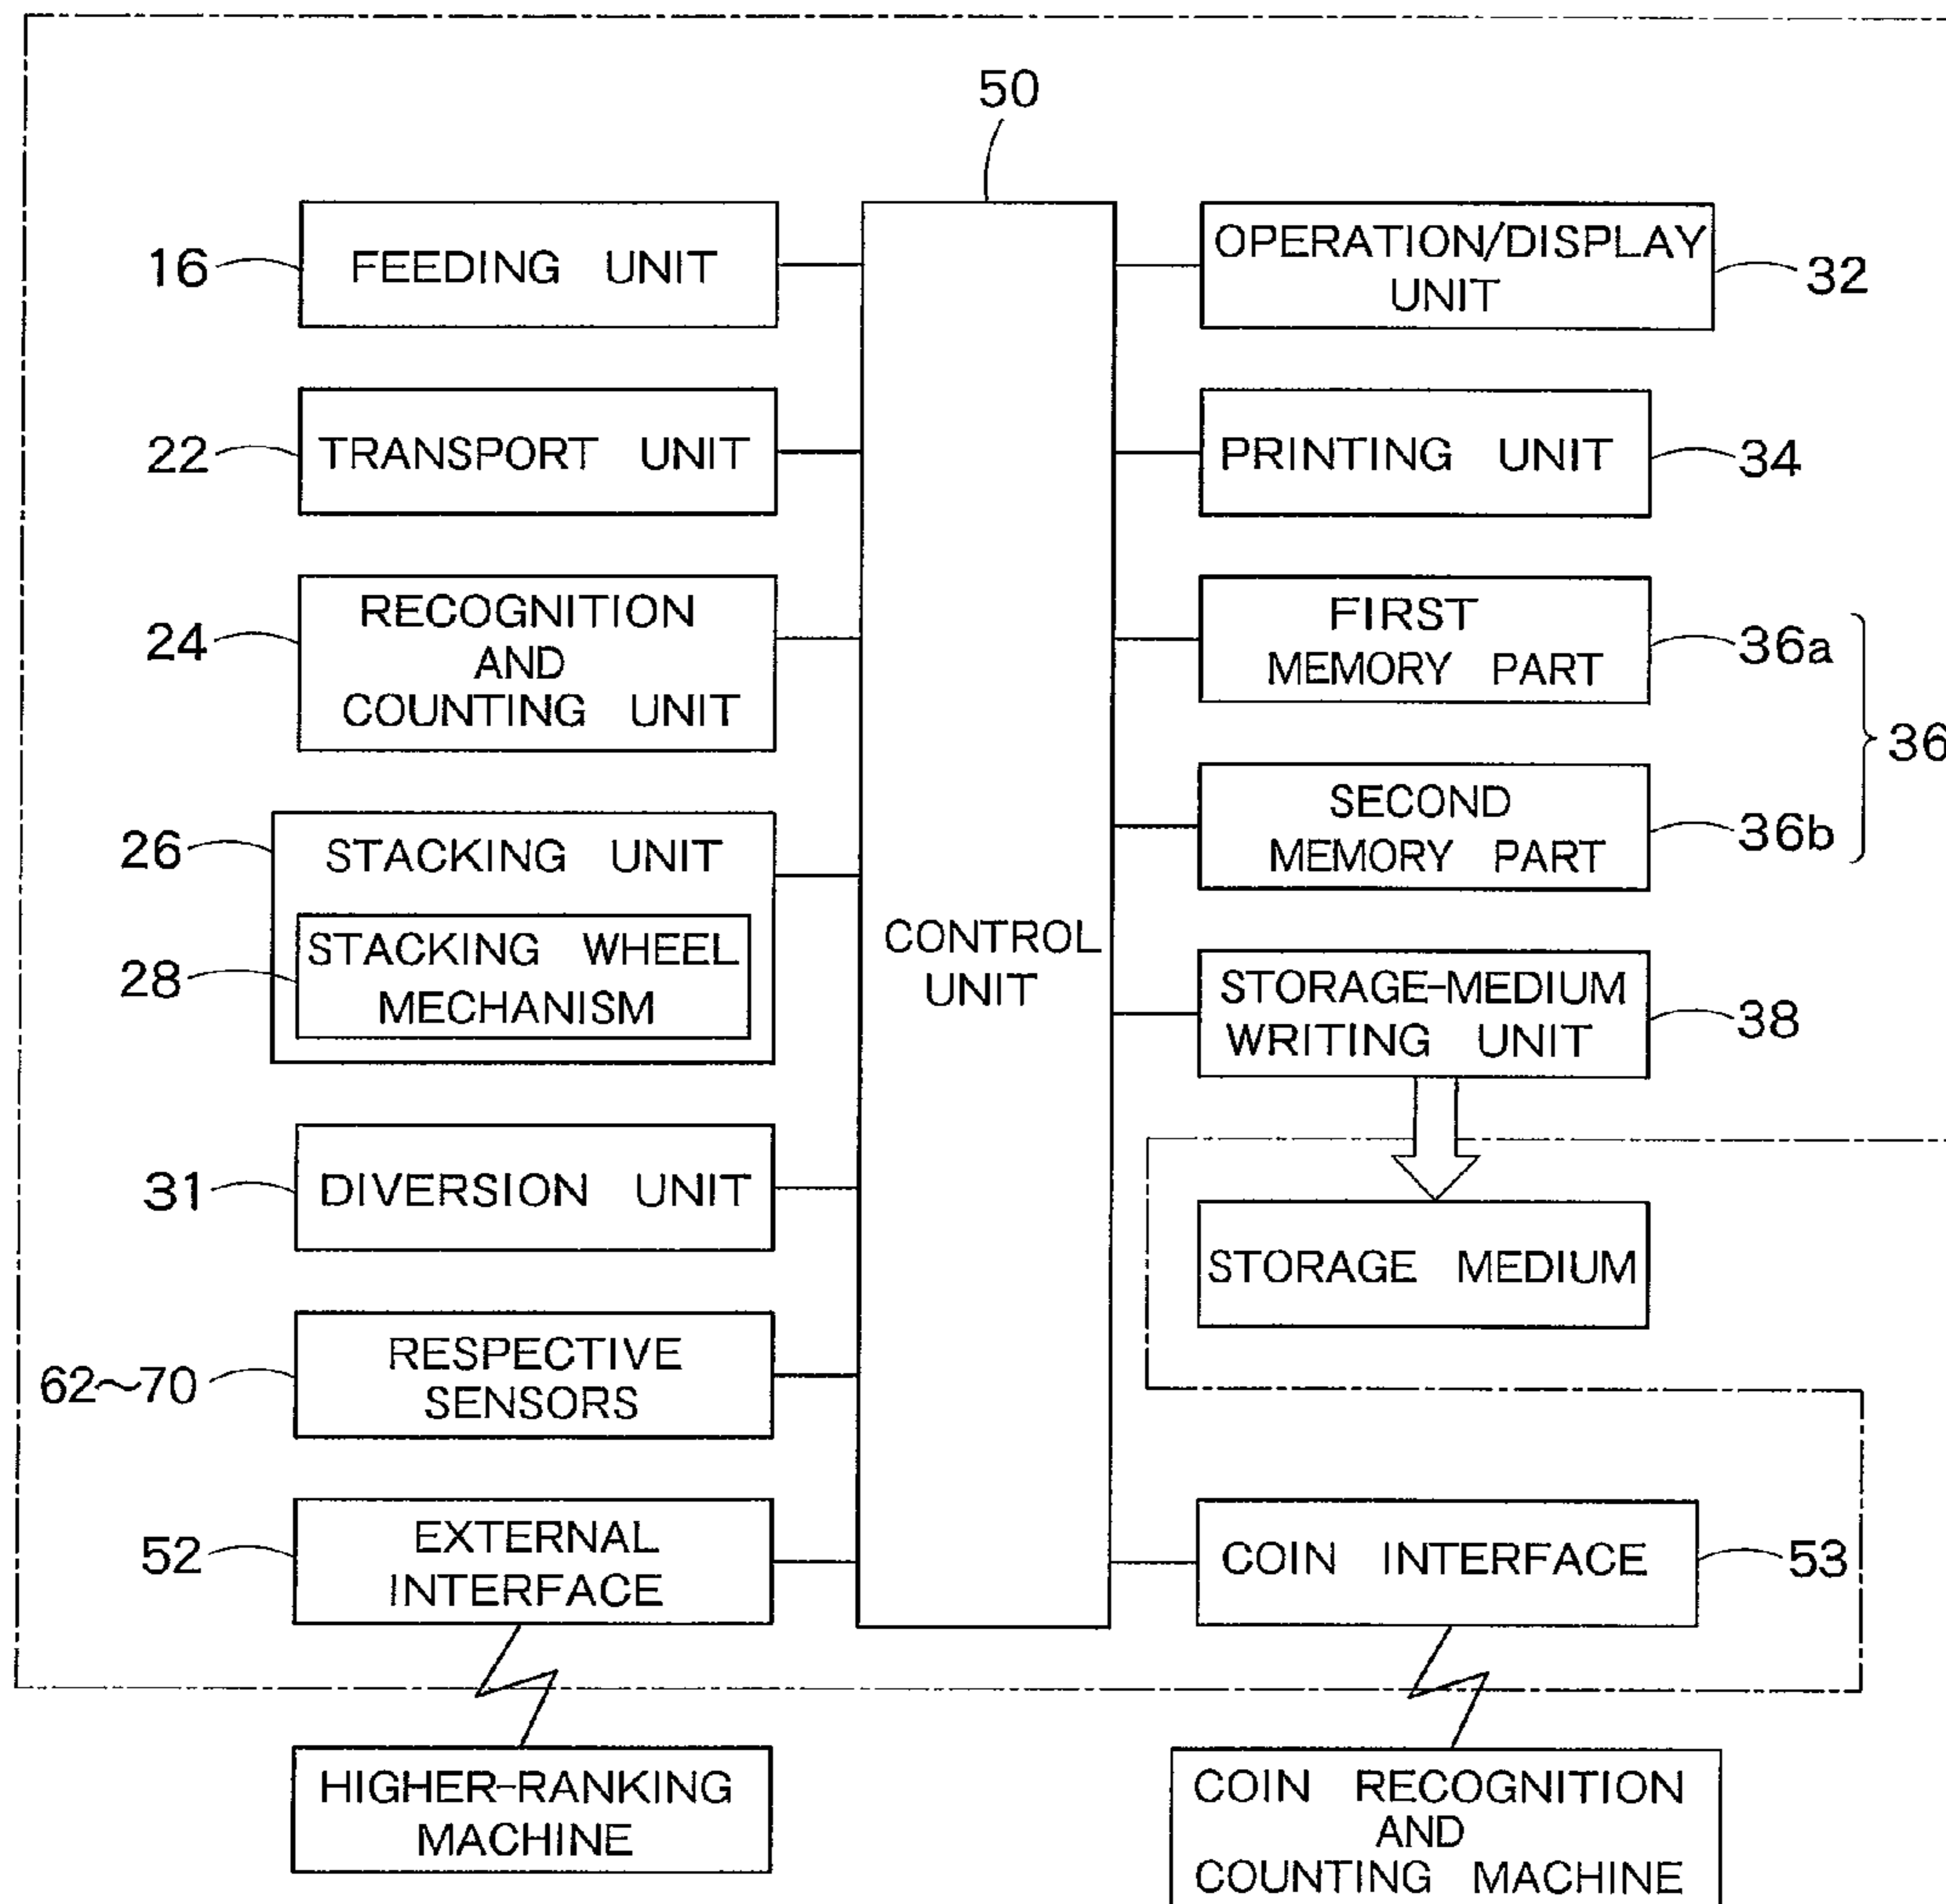 50
16
FEEDING UNIT
22
TRANSPORT UNIT
24
RECOGNITION
AND
COUNTING UNIT
26
STACKING UNIT
28
STACKING WHEEL
MECHANISM
31
DIVERSION UNIT
62～70
RESPECTIVE
SENSORS
52
EXTERNAL
INTERFACE
HIGHER-RANKING
MACHINE
CONTROL
UNIT
OPERATION/DISPLAY
UNIT
32
PRINTING UNIT
34
FIRST
MEMORY PART
36a
36
SECOND
MEMORY PART
36b
STORAGE-MEDIUM
WRITING UNIT
38
STORAGE MEDIUM
COIN INTERFACE
53
COIN RECOGNITION
AND
COUNTING MACHINE